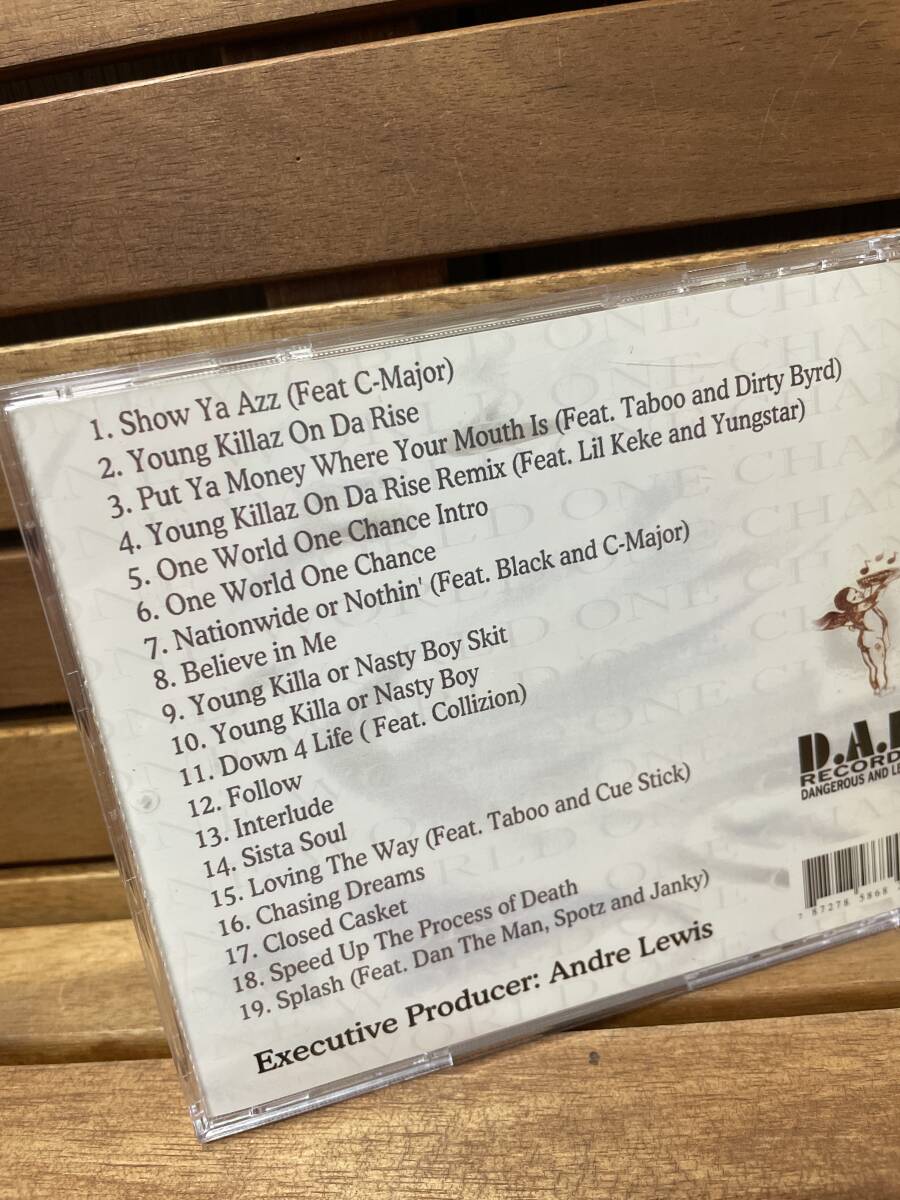 1. Show Ya Azz (Feat C-Major)
2. Young Killaz On Da Rise
3. Put Ya Money Where Your Mouth Is (Feat. Taboo and Dirty Byrd)
4. Young Killaz On Da Rise Remix (Feat. Lil Keke and Yungstar)
5. One World One Chance Intro
6. One World One Chance
7. Nationwide or Nothin' (Feat. Black and C-Major)
8. Believe in Me
9. Young Killa or Nasty Boy Skit
10. Young Killa or Nasty Boy
11. Down 4 Life ( Feat. Collizion)
12. Follow
13. Interlude
14. Sista Soul
15. Loving The Way (Feat. Taboo and Cue Stick)
16. Chasing Dreams
17. Closed Casket
18. Speed Up The Process of Death
19. Splash (Feat. Dan The Man, Spotz and Janky)
Executive Producer: Andre Lewis
RECORD
DANGEROUS AND
7 87278 5868